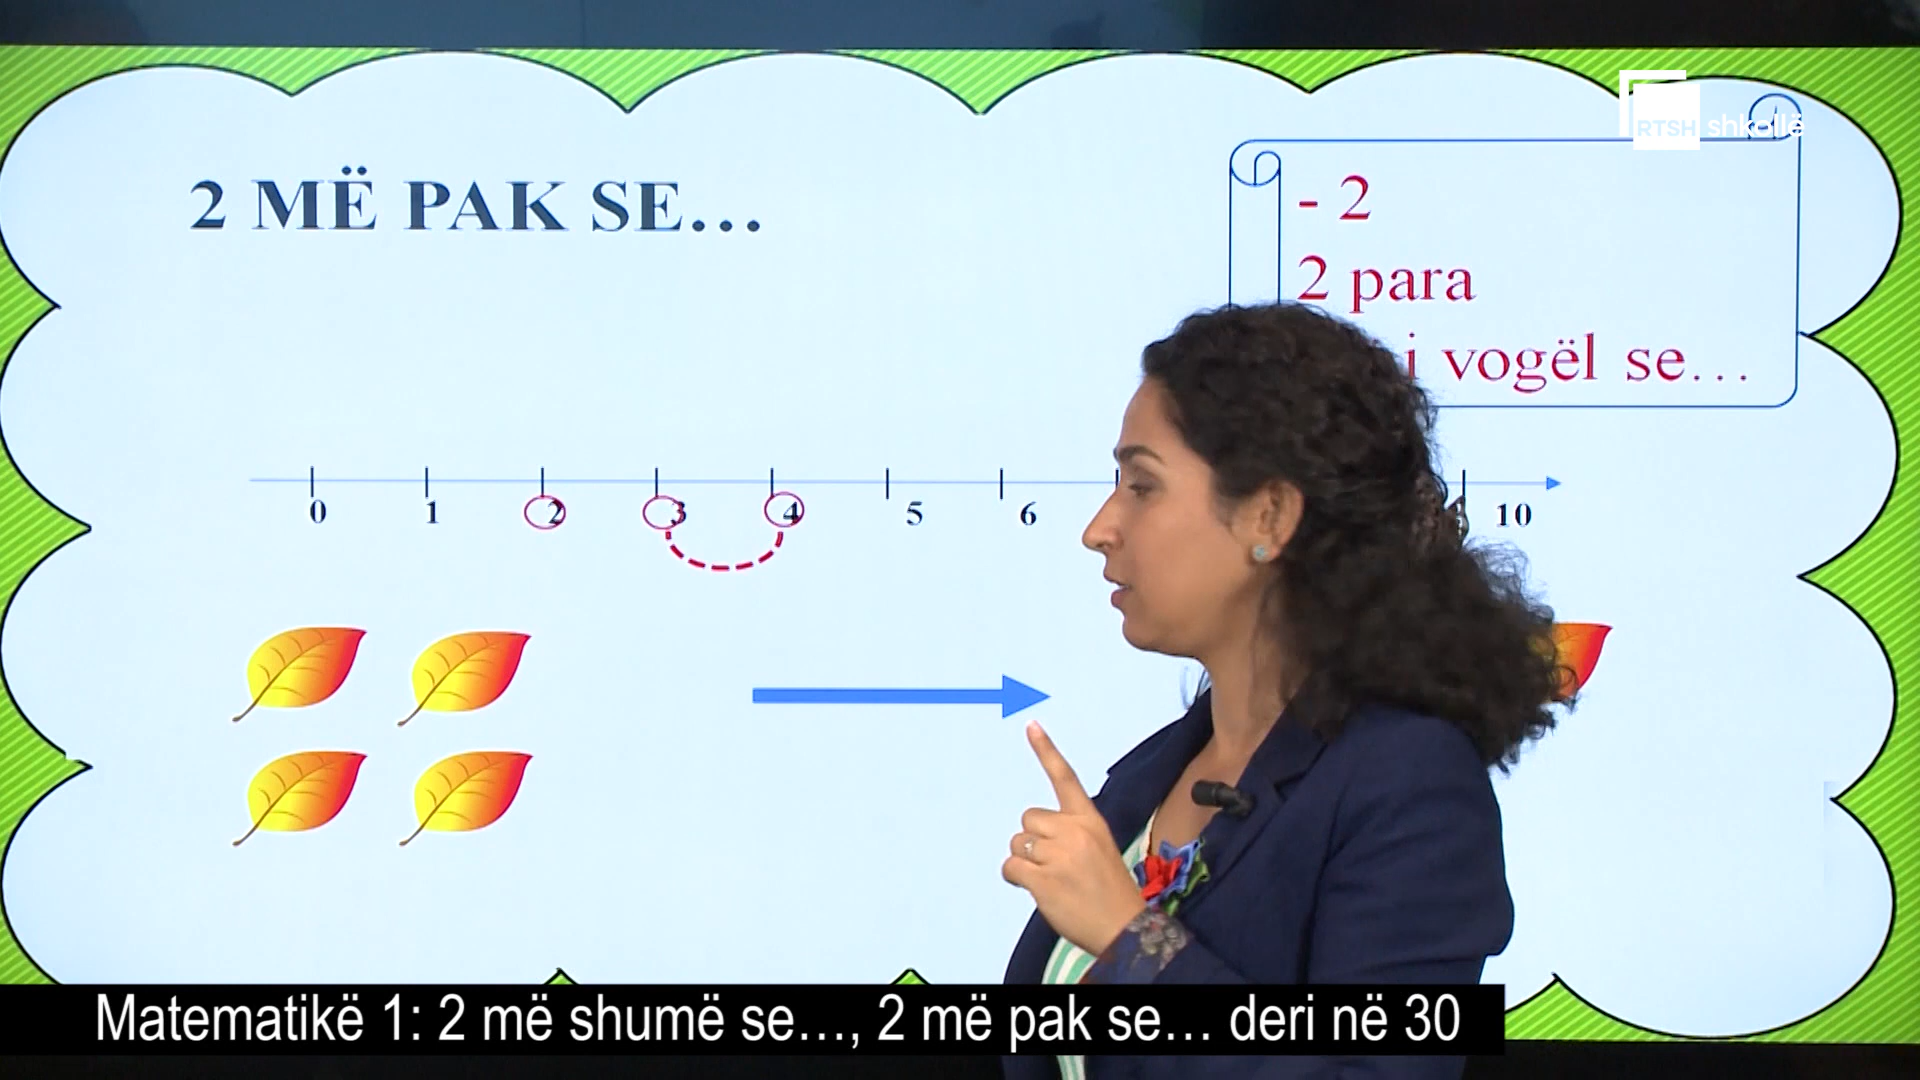 RTSH shkollë
2 MË PAK SE...
- 2
2 para
i vogël se...
0 1 2 3 4 5 6 10
Matematikë 1: 2 më shumë se..., 2 më pak se... deri në 30